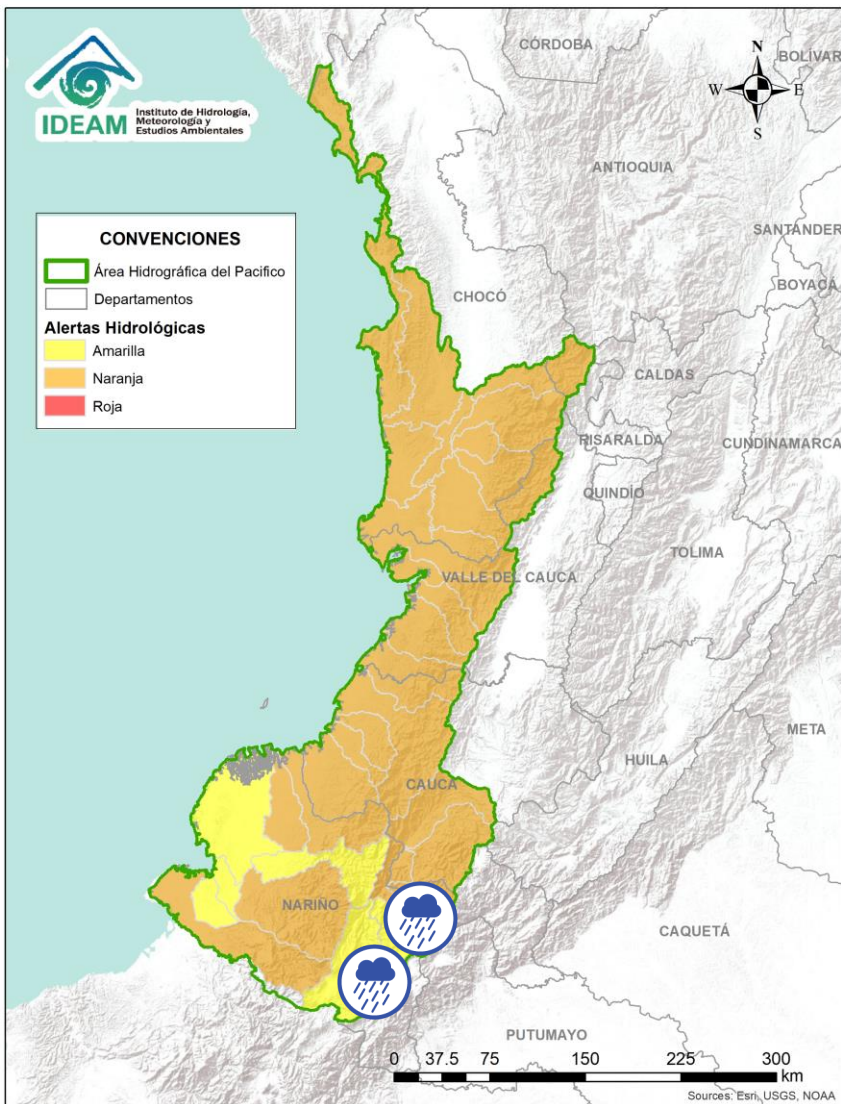 IDEAM
Instituto de Hidrología,
Meteorología y
Estudios Ambientales
N
W E
S
CÓRDOBA
BOLÍVAR
ANTIOQUIA
SANTANDER
BOYACÁ
CHOCÓ
CALDAS
RISARALDA
CUNDINAMARCA
QUINDÍO
TOLIMA
VALLE DEL CAUCA
META
HUILA
CAUCA
NARIÑO
CAQUETÁ
PUTUMAYO
CONVENCIONES
Área Hidrográfica del Pacifico
Departamentos
Alertas Hidrológicas
Amarilla
Naranja
Roja
0 37.5 75 150 225 300
km
Sources: Esri, USGS, NOAA